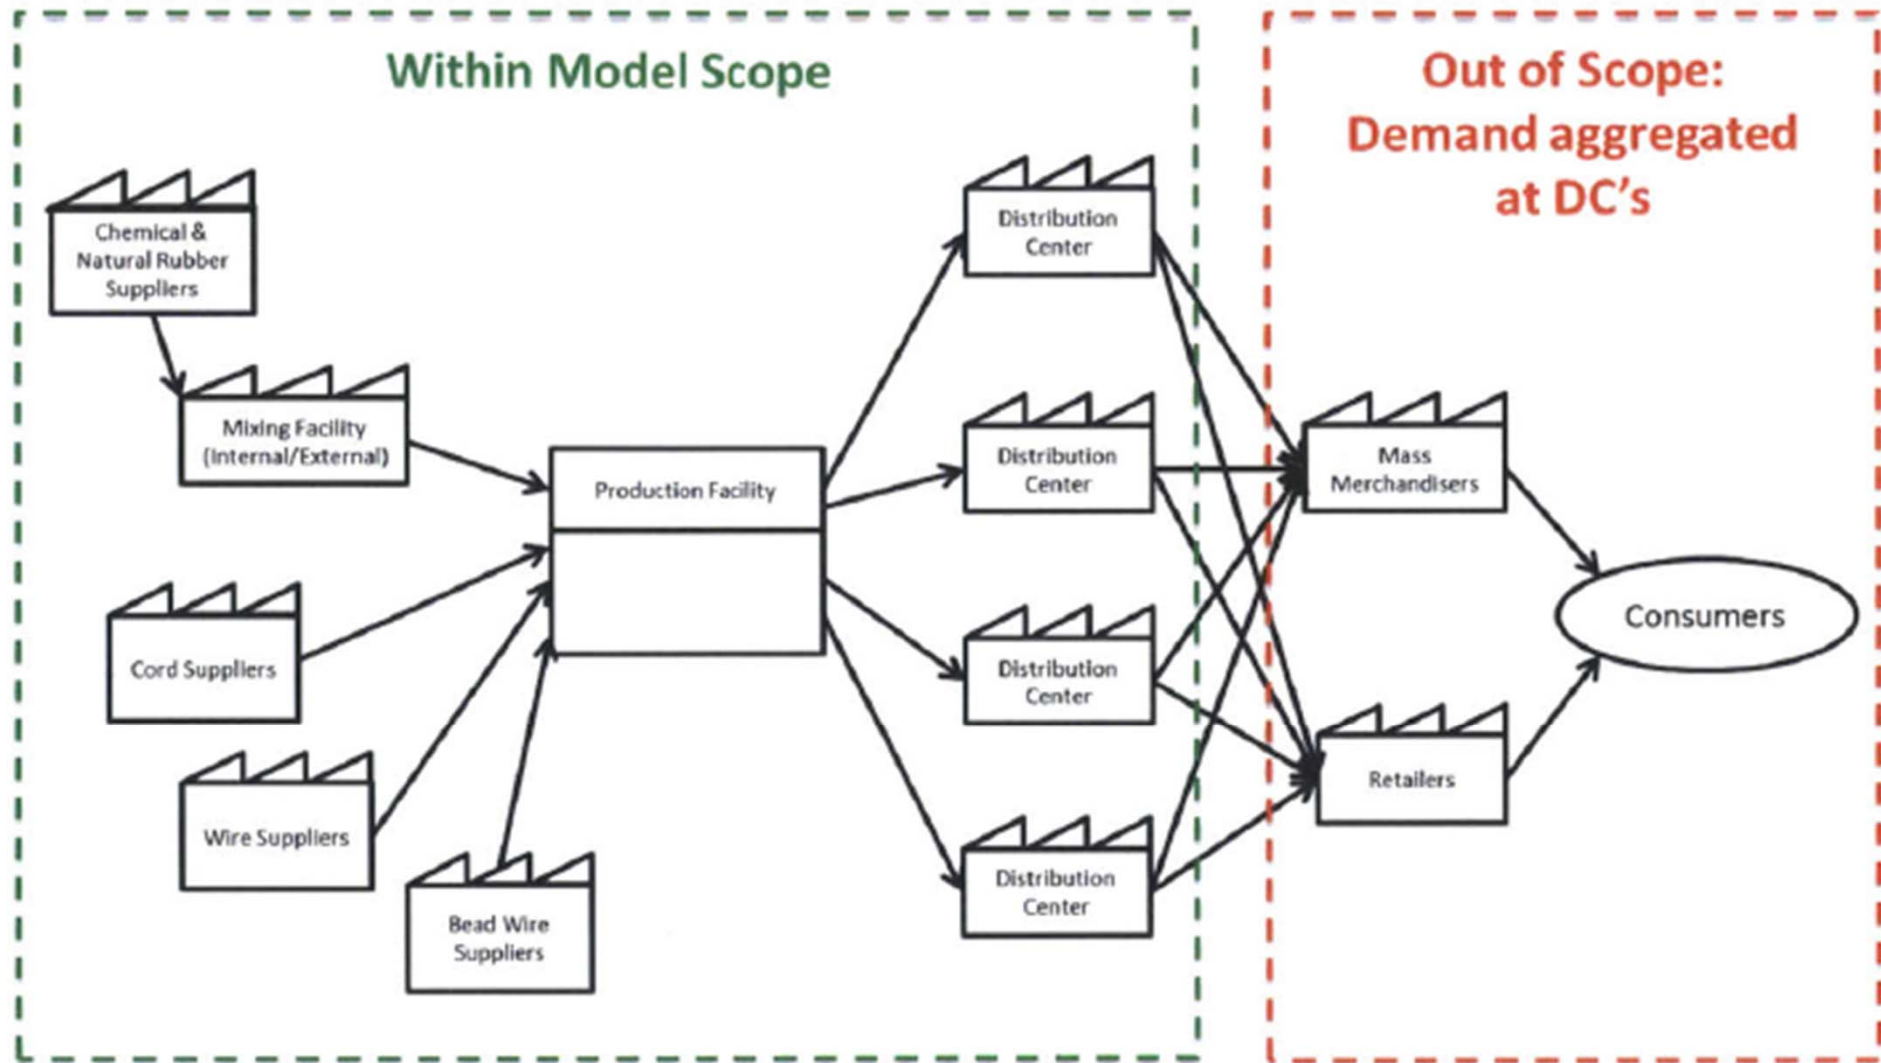 Within Model Scope
Out of Scope:
Demand aggregated
at DC's
Chemical &
Natural Rubber
Suppliers
Mixing Facility
(Internal/External)
Cord Suppliers
Wire Suppliers
Bead Wire
Suppliers
Production Facility
Distribution
Center
Distribution
Center
Distribution
Center
Distribution
Center
Mass
Merchandisers
Retailers
Consumers